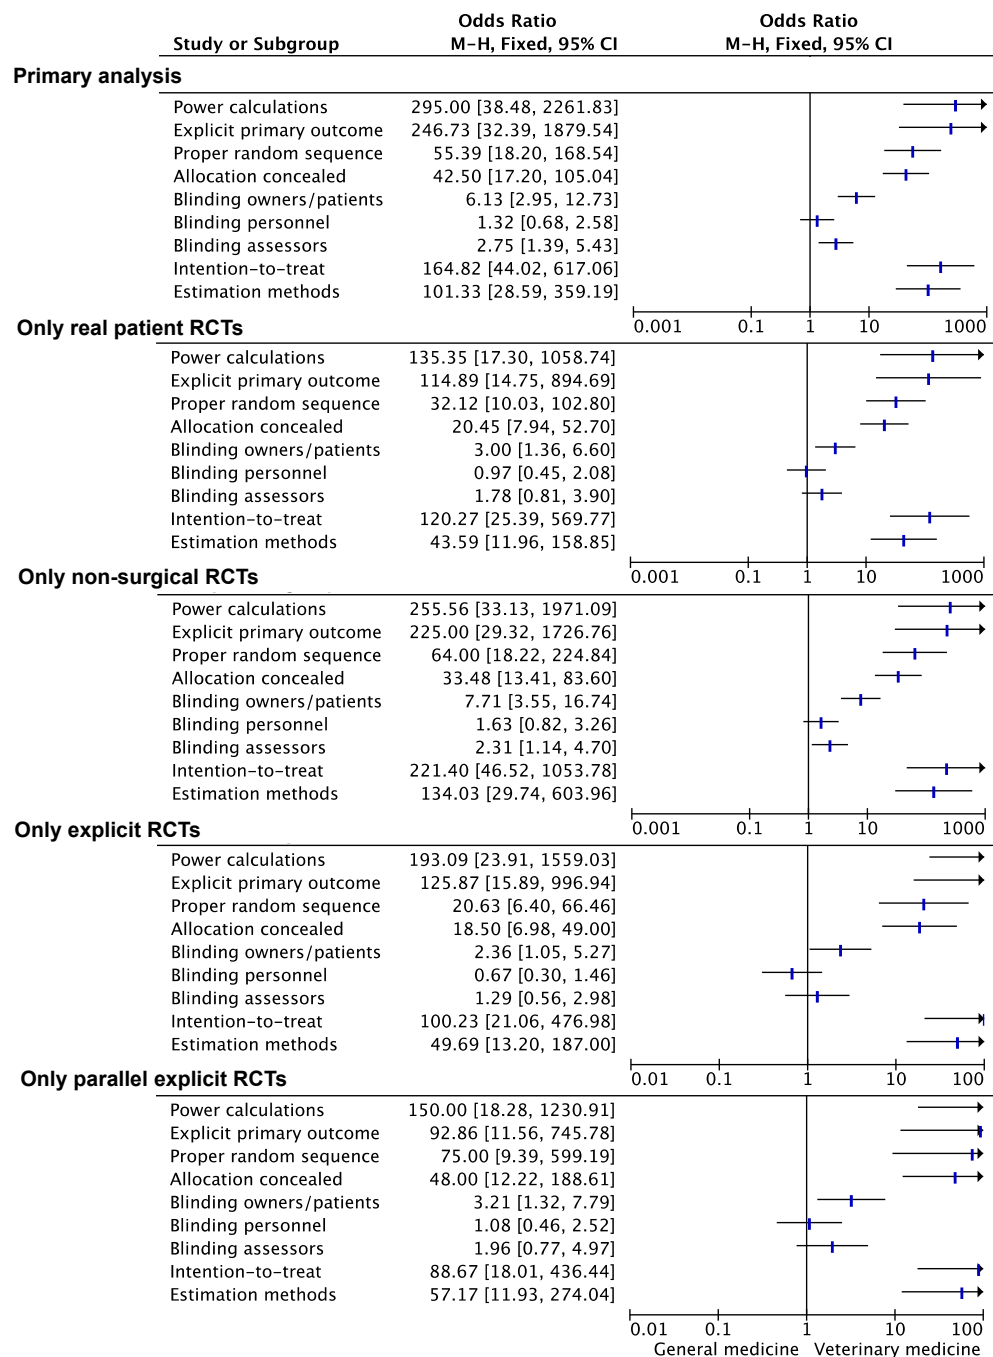 Odds Ratio Odds Ratio
Study or Subgroup M-H, Fixed, 95% CI M-H, Fixed, 95% CI
Primary analysis
Power calculations 295.00 [38.48, 2261.83]
Explicit primary outcome 246.73 [32.39, 1879.54]
Proper random sequence 55.39 [18.20, 168.54]
Allocation concealed 42.50 [17.20, 105.04]
Blinding owners/patients 6.13 [2.95, 12.73]
Blinding personnel 1.32 [0.68, 2.58]
Blinding assessors 2.75 [1.39, 5.43]
Intention-to-treat 164.82 [44.02, 617.06]
Estimation methods 101.33 [28.59, 359.19]
0.001 0.1 1 10 1000
Only real patient RCTs
Power calculations 135.35 [17.30, 1058.74]
Explicit primary outcome 114.89 [14.75, 894.69]
Proper random sequence 32.12 [10.03, 102.80]
Allocation concealed 20.45 [7.94, 52.70]
Blinding owners/patients 3.00 [1.36, 6.60]
Blinding personnel 0.97 [0.45, 2.08]
Blinding assessors 1.78 [0.81, 3.90]
Intention-to-treat 120.27 [25.39, 569.77]
Estimation methods 43.59 [11.96, 158.85]
0.001 0.1 1 10 1000
Only non-surgical RCTs
Power calculations 255.56 [33.13, 1971.09]
Explicit primary outcome 225.00 [29.32, 1726.76]
Proper random sequence 64.00 [18.22, 224.84]
Allocation concealed 33.48 [13.41, 83.60]
Blinding owners/patients 7.71 [3.55, 16.74]
Blinding personnel 1.63 [0.82, 3.26]
Blinding assessors 2.31 [1.14, 4.70]
Intention-to-treat 221.40 [46.52, 1053.78]
Estimation methods 134.03 [29.74, 603.96]
0.001 0.1 1 10 1000
Only explicit RCTs
Power calculations 193.09 [23.91, 1559.03]
Explicit primary outcome 125.87 [15.89, 996.94]
Proper random sequence 20.63 [6.40, 66.46]
Allocation concealed 18.50 [6.98, 49.00]
Blinding owners/patients 2.36 [1.05, 5.27]
Blinding personnel 0.67 [0.30, 1.46]
Blinding assessors 1.29 [0.56, 2.98]
Intention-to-treat 100.23 [21.06, 476.98]
Estimation methods 49.69 [13.20, 187.00]
0.01 0.1 1 10 100
Only parallel explicit RCTs
Power calculations 150.00 [18.28, 1230.91]
Explicit primary outcome 92.86 [11.56, 745.78]
Proper random sequence 75.00 [9.39, 599.19]
Allocation concealed 48.00 [12.22, 188.61]
Blinding owners/patients 3.21 [1.32, 7.79]
Blinding personnel 1.08 [0.46, 2.52]
Blinding assessors 1.96 [0.77, 4.97]
Intention-to-treat 88.67 [18.01, 436.44]
Estimation methods 57.17 [11.93, 274.04]
0.01 0.1 1 10 100
General medicine Veterinary medicine